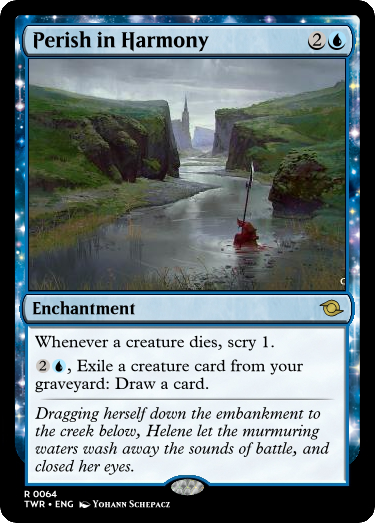 Perish in Harmony 2
Enchantment
Whenever a creature dies, scry 1.
2, Exile a creature card from your
graveyard: Draw a card.
Dragging herself down the embankment to
the creek below, Helene let the murmuring
waters wash away the sounds of battle, and
closed her eyes.
R 0064
TWR • ENG Yohann Schepacz